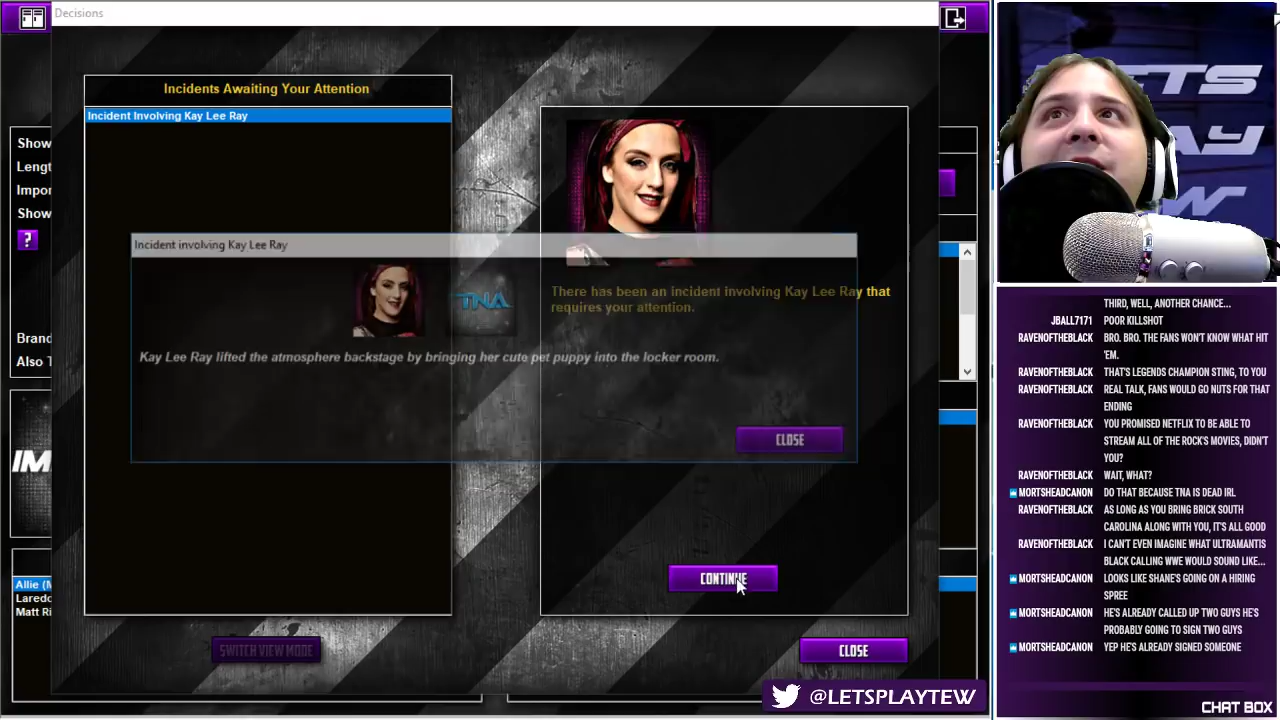 Decisions
Incidents Awaiting Your Attention
Incident Involving Kay Lee Ray
Show
Lengt
Impor
Show
?
Brand
Also T
Incident involving Kay Lee Ray
TNA
There has been an incident involving Kay Lee Ray that
requires your attention.
Kay Lee Ray lifted the atmosphere backstage by bringing her cute pet puppy into the locker room.
CLOSE
IM
CONTINUE
Allie (M
Laredo
Matt Ri
SWITCH VIEW MODE
CLOSE
@LETSPLAYTEW
LETS
AY
W
THIRD, WELL, ANOTHER CHANCE...
JBALL7171 POOR KILLSHOT
RAVENOFTHEBLACK BRO. BRO. THE FANS WON'T KNOW WHAT HIT
'EM.
RAVENOFTHEBLACK THAT'S LEGENDS CHAMPION STING, TO YOU
RAVENOFTHEBLACK REAL TALK, FANS WOULD GO NUTS FOR THAT
ENDING
RAVENOFTHEBLACK YOU PROMISED NETFLIX TO BE ABLE TO
STREAM ALL OF THE ROCK'S MOVIES, DIDN'T
YOU?
RAVENOFTHEBLACK WAIT, WHAT?
MORTSHEADCANON DO THAT BECAUSE TNA IS DEAD IRL
RAVENOFTHEBLACK AS LONG AS YOU BRING BRICK SOUTH
CAROLINA ALONG WITH YOU, IT'S ALL GOOD
RAVENOFTHEBLACK I CAN'T EVEN IMAGINE WHAT ULTRAMANTIS
BLACK CALLING WWE WOULD SOUND LIKE...
MORTSHEADCANON LOOKS LIKE SHANE'S GOING ON A HIRING
SPREE
MORTSHEADCANON HE'S ALREADY CALLED UP TWO GUYS HE'S
PROBABLY GOING TO SIGN TWO GUYS
MORTSHEADCANON YEP HE'S ALREADY SIGNED SOMEONE
CHAT BOX